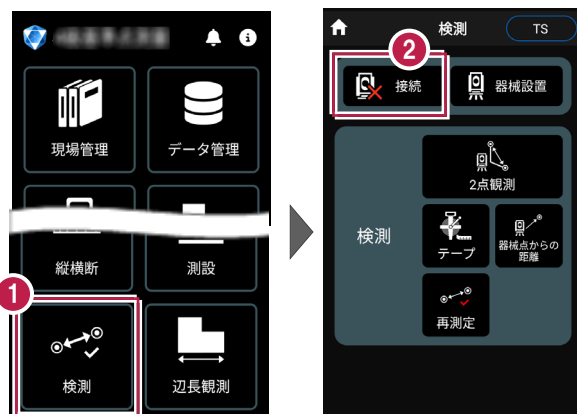 現場管理
データ管理
縦横断
測設
1
検測
辺長観測
検測
TS
2
接続
器械設置
検測
2点観測
テープ
器械点からの
距離
再測定